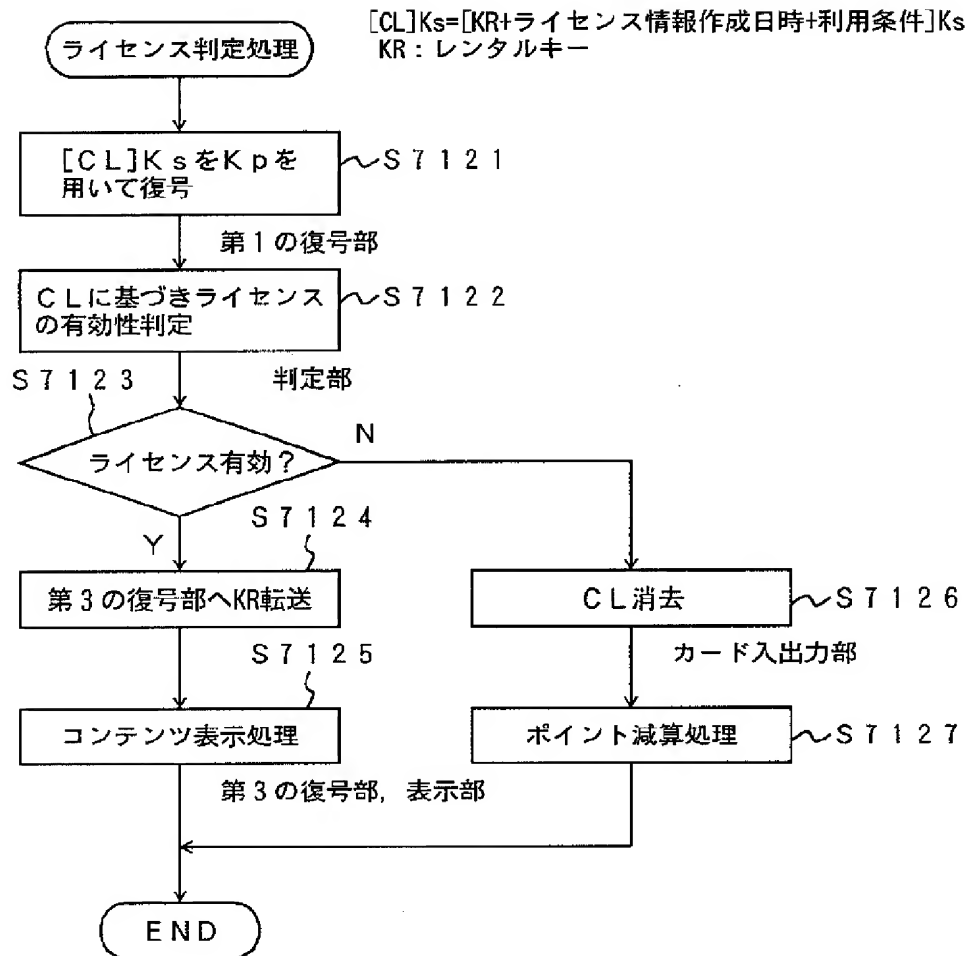 [CL]Ks=[KR+ライセンス情報作成日時+利用条件]Ks
KR:レンタルキー
ライセンス判定処理
[CL]KsをKpを
用いて復号
S7121
第1の復号部
CLに基づきライセンス
の有効性判定
S7122
判定部
S7123
ライセンス有効?
N
Y
S7124
第3の復号部へKR転送
CL消去
S7126
カード入出力部
S7125
コンテンツ表示処理
ポイント減算処理
S7127
第3の復号部,表示部
END